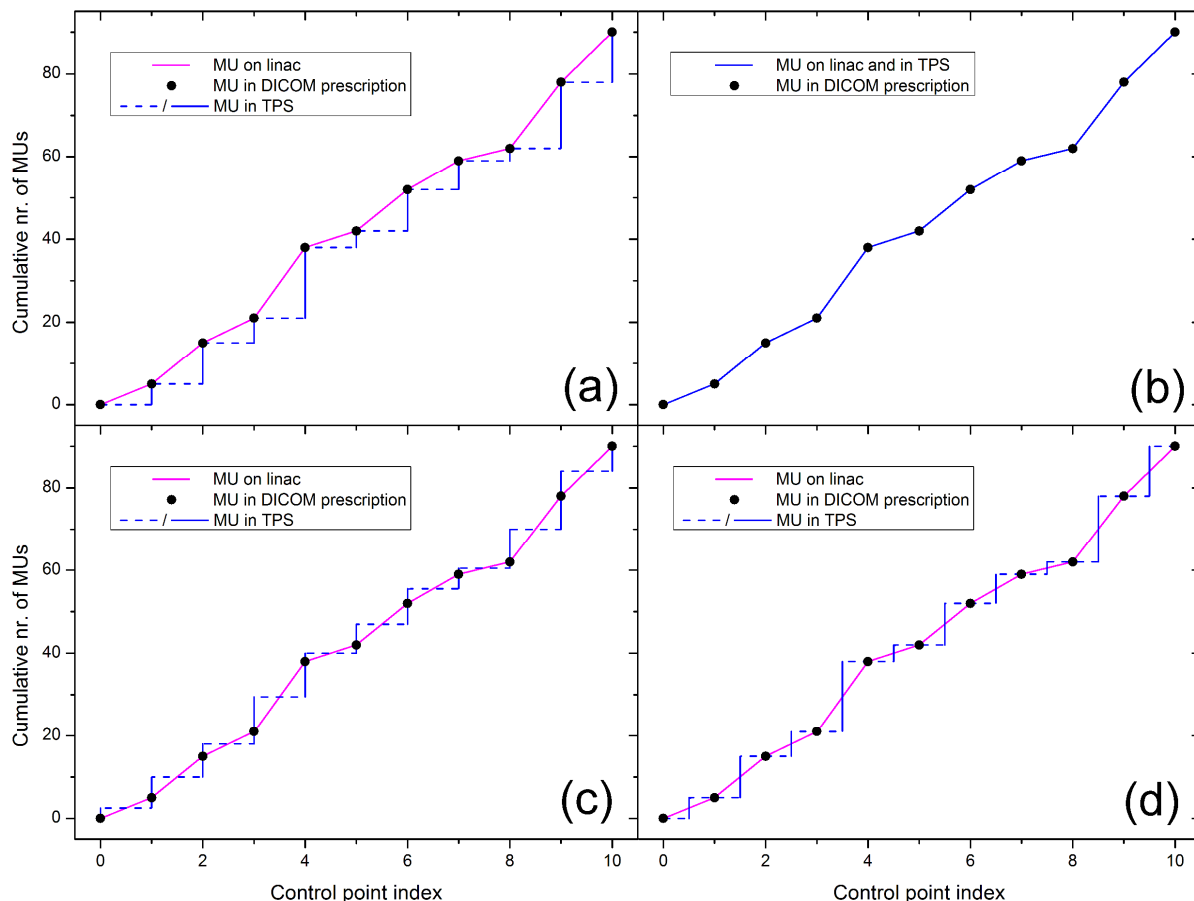 MU on linac
MU in DICOM prescription
/ MU in TPS
MU on linac and in TPS
MU in DICOM prescription
80
60
40
20
0
Cumulative nr. of MUs
(a)
(b)
MU on linac
MU in DICOM prescription
/ MU in TPS
MU on linac
MU in DICOM prescription
/ MU in TPS
80
60
40
20
0
Cumulative nr. of MUs
(c)
(d)
0 2 4 6 8 10
0 2 4 6 8 10
Control point index
Control point index